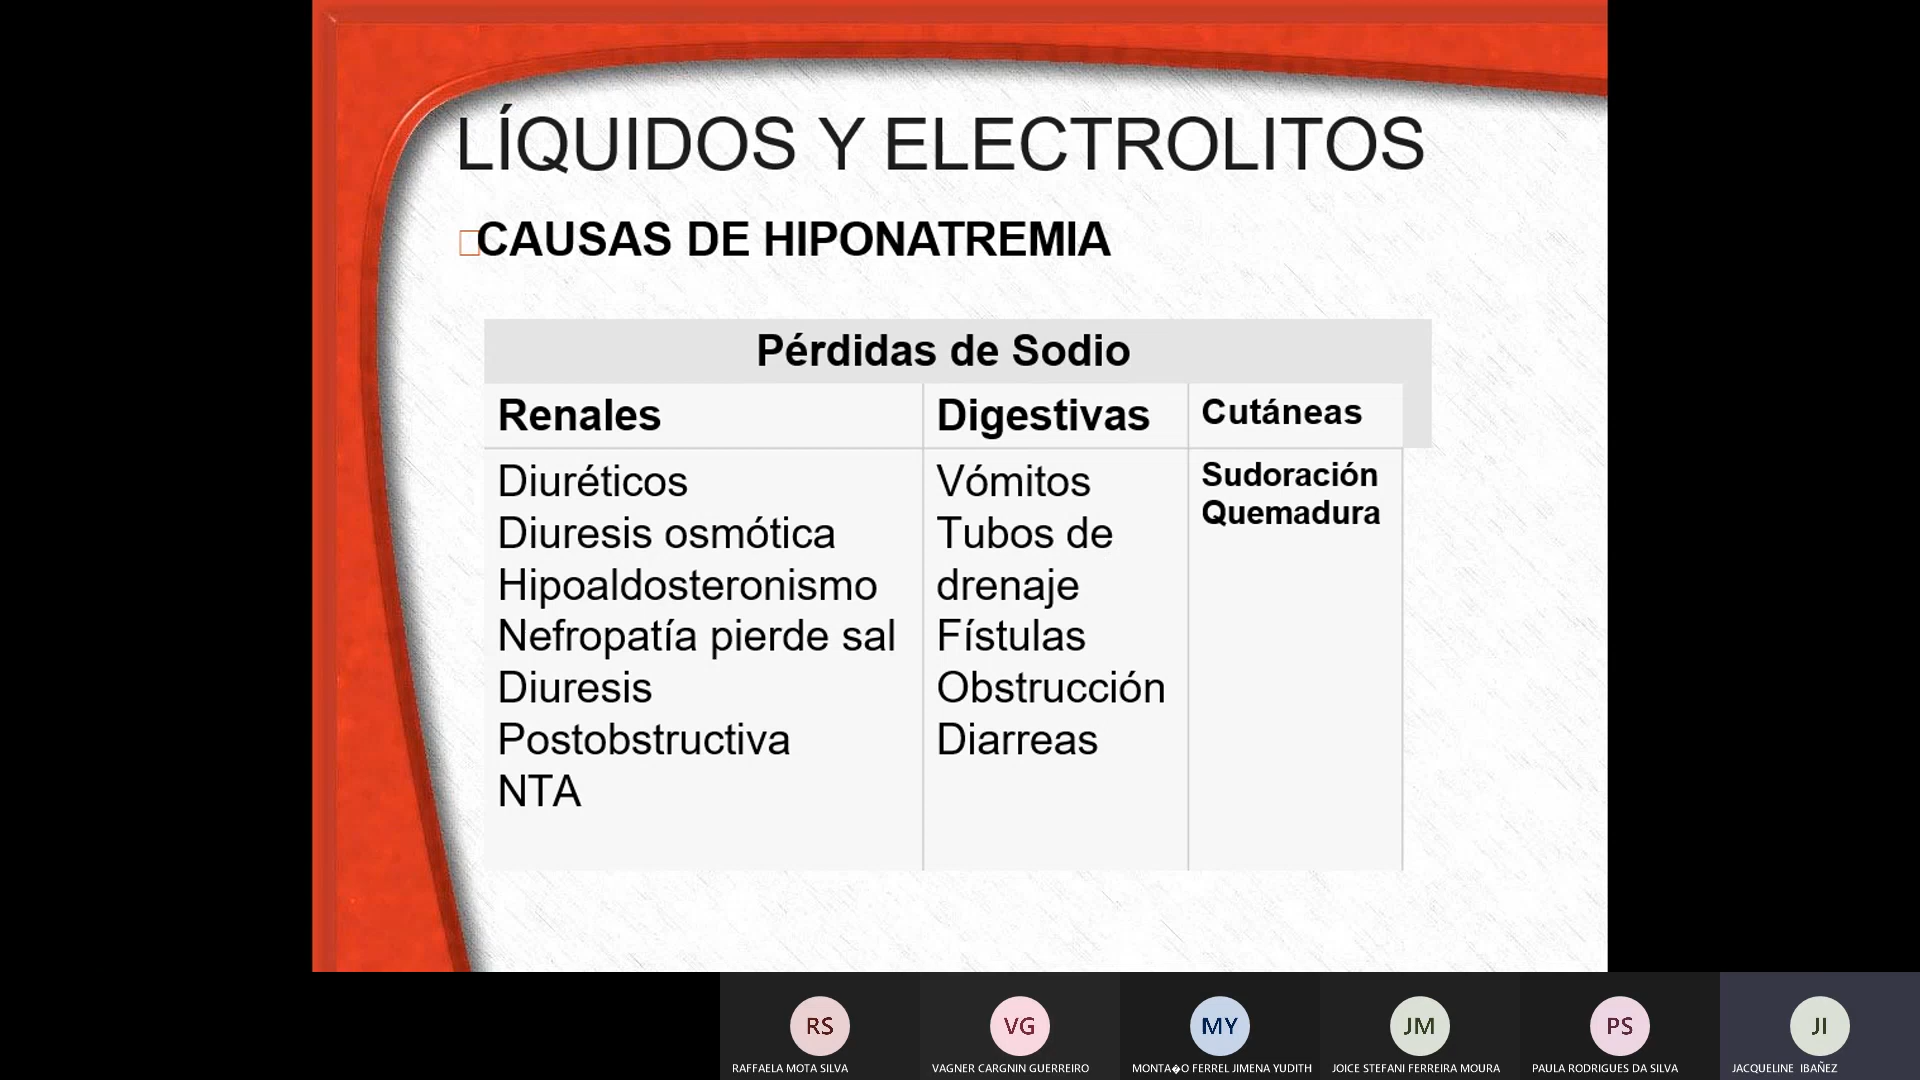 LÍQUIDOS Y ELECTROLITOS
CAUSAS DE HIPONATREMIA
Pérdidas de Sodio
Renales
Digestivas
Cutáneas
Diuréticos
Diuresis osmótica
Hipoaldosteronismo
Nefropatía pierde sal
Diuresis
Postobstructiva
NTA
Vómitos
Tubos de
drenaje
Fístulas
Obstrucción
Diarreas
Sudoración
Quemadura
RS
RAFFAELA MOTA SILVA
VG
VAGNER CARGNIN GUERREIRO
MY
MONTA�O FERREL JIMENA YUDITH
JM
JOICE STEFANI FERREIRA MOURA
PS
PAULA RODRIGUES DA SILVA
JI
JACQUELINE IBAÑEZ